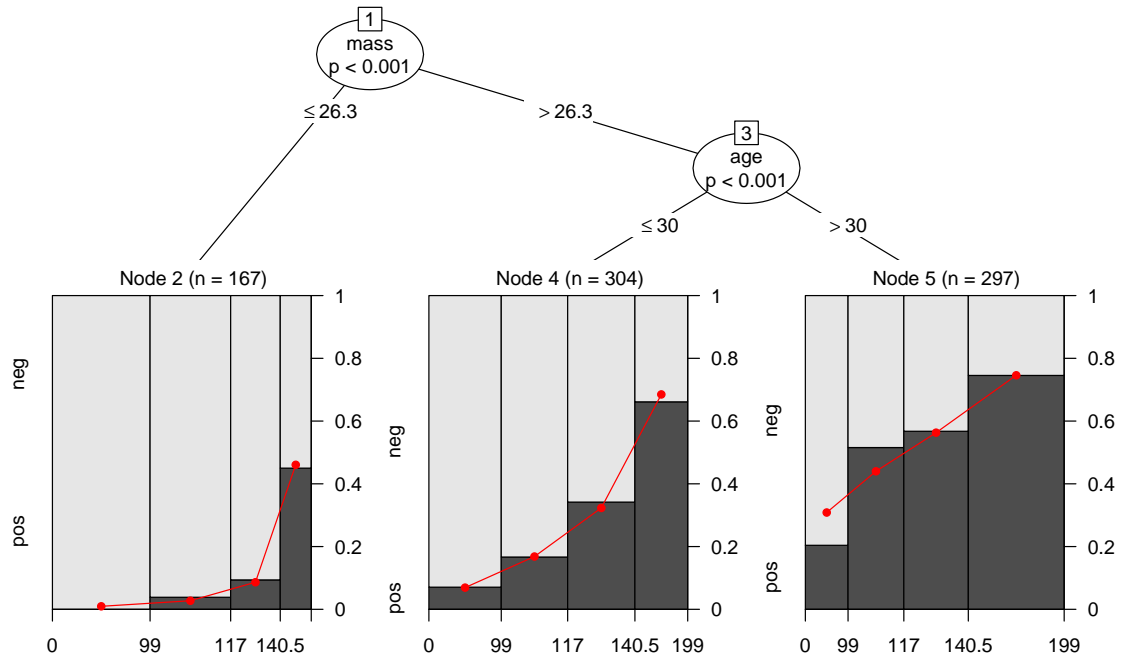 1
mass
p < 0.001
≤ 26.3
> 26.3
3
age
p < 0.001
≤ 30
> 30
Node 2 (n = 167)
neg
pos
1
0.8
0.6
0.4
0.2
0
0 99 117 140.5
Node 4 (n = 304)
neg
pos
1
0.8
0.6
0.4
0.2
0
0 99 117 140.5 199
Node 5 (n = 297)
neg
pos
1
0.8
0.6
0.4
0.2
0
0 99 117 140.5 199